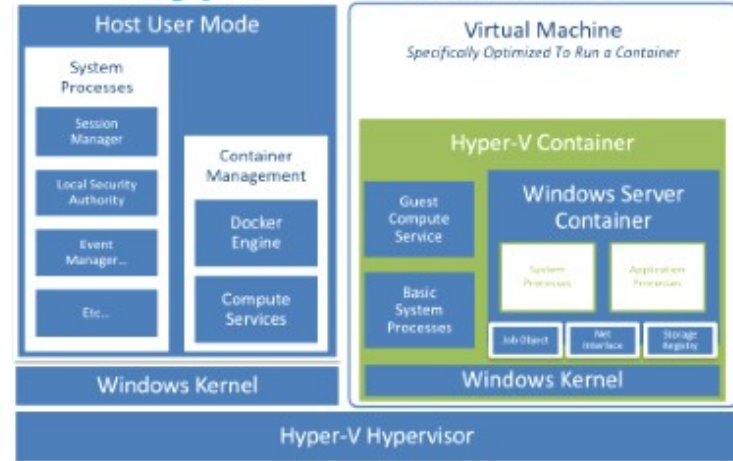 Host User Mode
System
Processes
Session
Manager
Local Security
Authority
Event
Manager...
Etc...
Container
Management
Docker
Engine
Compute
Services
Windows Kernel
Virtual Machine
Specifically Optimized To Run a Container
Hyper-V Container
Guest
Compute
Service
Basic
System
Processes
Windows Server
Container
System
Processes
Application
Processes
Job Object
Net
Interface
Storage
Registry
Windows Kernel
Hyper-V Hypervisor